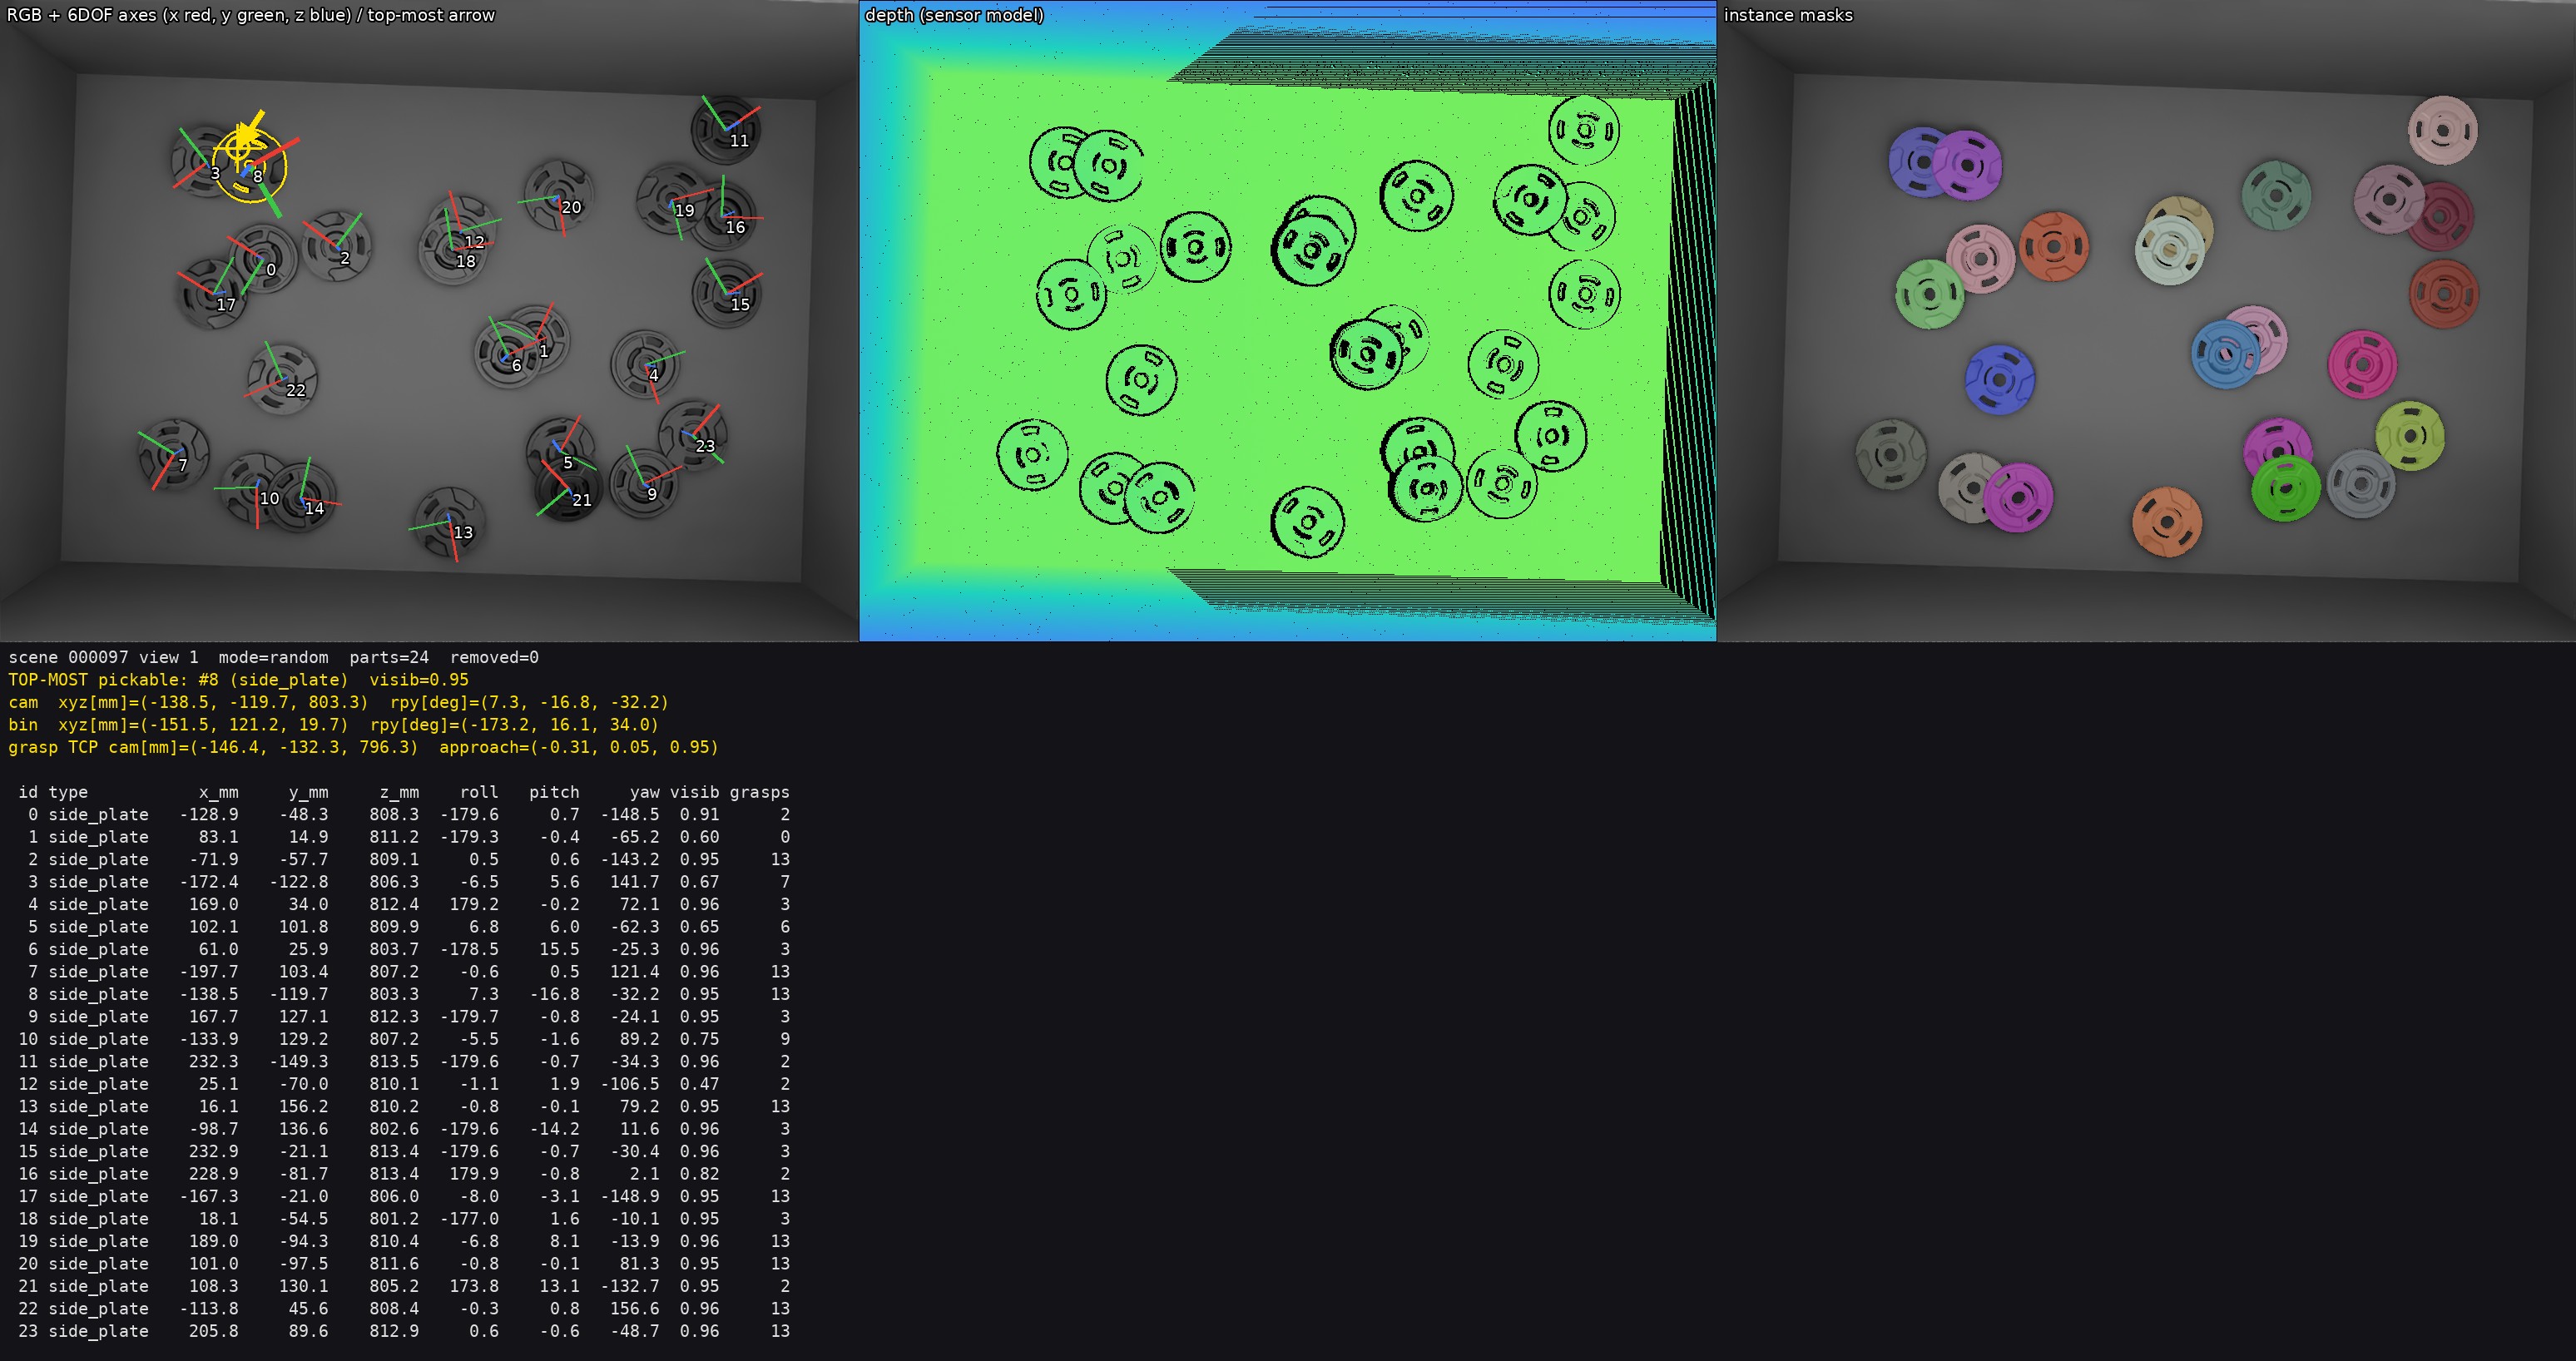 RGB + 6DOF axes (x red, y green, z blue) / top-most arrow
depth (sensor model)
instance masks
11
3
8
20
19
16
12
18
0
2
17
15
1
6
4
22
23
7
5
10
14
21
9
13
scene 000097 view 1  mode=random  parts=24  removed=0
TOP-MOST pickable: #8 (side_plate)  visib=0.95
cam  xyz[mm]=(-138.5, -119.7, 803.3)  rpy[deg]=(7.3, -16.8, -32.2)
bin  xyz[mm]=(-151.5, 121.2, 19.7)  rpy[deg]=(-173.2, 16.1, 34.0)
grasp TCP cam[mm]=(-146.4, -132.3, 796.3)  approach=(-0.31, 0.05, 0.95)
id type x_mm y_mm z_mm roll pitch yaw visib grasps
0 side_plate -128.9 -48.3 808.3 -179.6 0.7 -148.5 0.91 2
1 side_plate 83.1 14.9 811.2 -179.3 -0.4 -65.2 0.60 0
2 side_plate -71.9 -57.7 809.1 0.5 0.6 -143.2 0.95 13
3 side_plate -172.4 -122.8 806.3 -6.5 5.6 141.7 0.67 7
4 side_plate 169.0 34.0 812.4 179.2 -0.2 72.1 0.96 3
5 side_plate 102.1 101.8 809.9 6.8 6.0 -62.3 0.65 6
6 side_plate 61.0 25.9 803.7 -178.5 15.5 -25.3 0.96 3
7 side_plate -197.7 103.4 807.2 -0.6 0.5 121.4 0.96 13
8 side_plate -138.5 -119.7 803.3 7.3 -16.8 -32.2 0.95 13
9 side_plate 167.7 127.1 812.3 -179.7 -0.8 -24.1 0.95 3
10 side_plate -133.9 129.2 807.2 -5.5 -1.6 89.2 0.75 9
11 side_plate 232.3 -149.3 813.5 -179.6 -0.7 -34.3 0.96 2
12 side_plate 25.1 -70.0 810.1 -1.1 1.9 -106.5 0.47 2
13 side_plate 16.1 156.2 810.2 -0.8 -0.1 79.2 0.95 13
14 side_plate -98.7 136.6 802.6 -179.6 -14.2 11.6 0.96 3
15 side_plate 232.9 -21.1 813.4 -179.6 -0.7 -30.4 0.96 3
16 side_plate 228.9 -81.7 813.4 179.9 -0.8 2.1 0.82 2
17 side_plate -167.3 -21.0 806.0 -8.0 -3.1 -148.9 0.95 13
18 side_plate 18.1 -54.5 801.2 -177.0 1.6 -10.1 0.95 3
19 side_plate 189.0 -94.3 810.4 -6.8 8.1 -13.9 0.96 13
20 side_plate 101.0 -97.5 811.6 -0.8 -0.1 81.3 0.95 13
21 side_plate 108.3 130.1 805.2 173.8 13.1 -132.7 0.95 2
22 side_plate -113.8 45.6 808.4 -0.3 0.8 156.6 0.96 13
23 side_plate 205.8 89.6 812.9 0.6 -0.6 -48.7 0.96 13